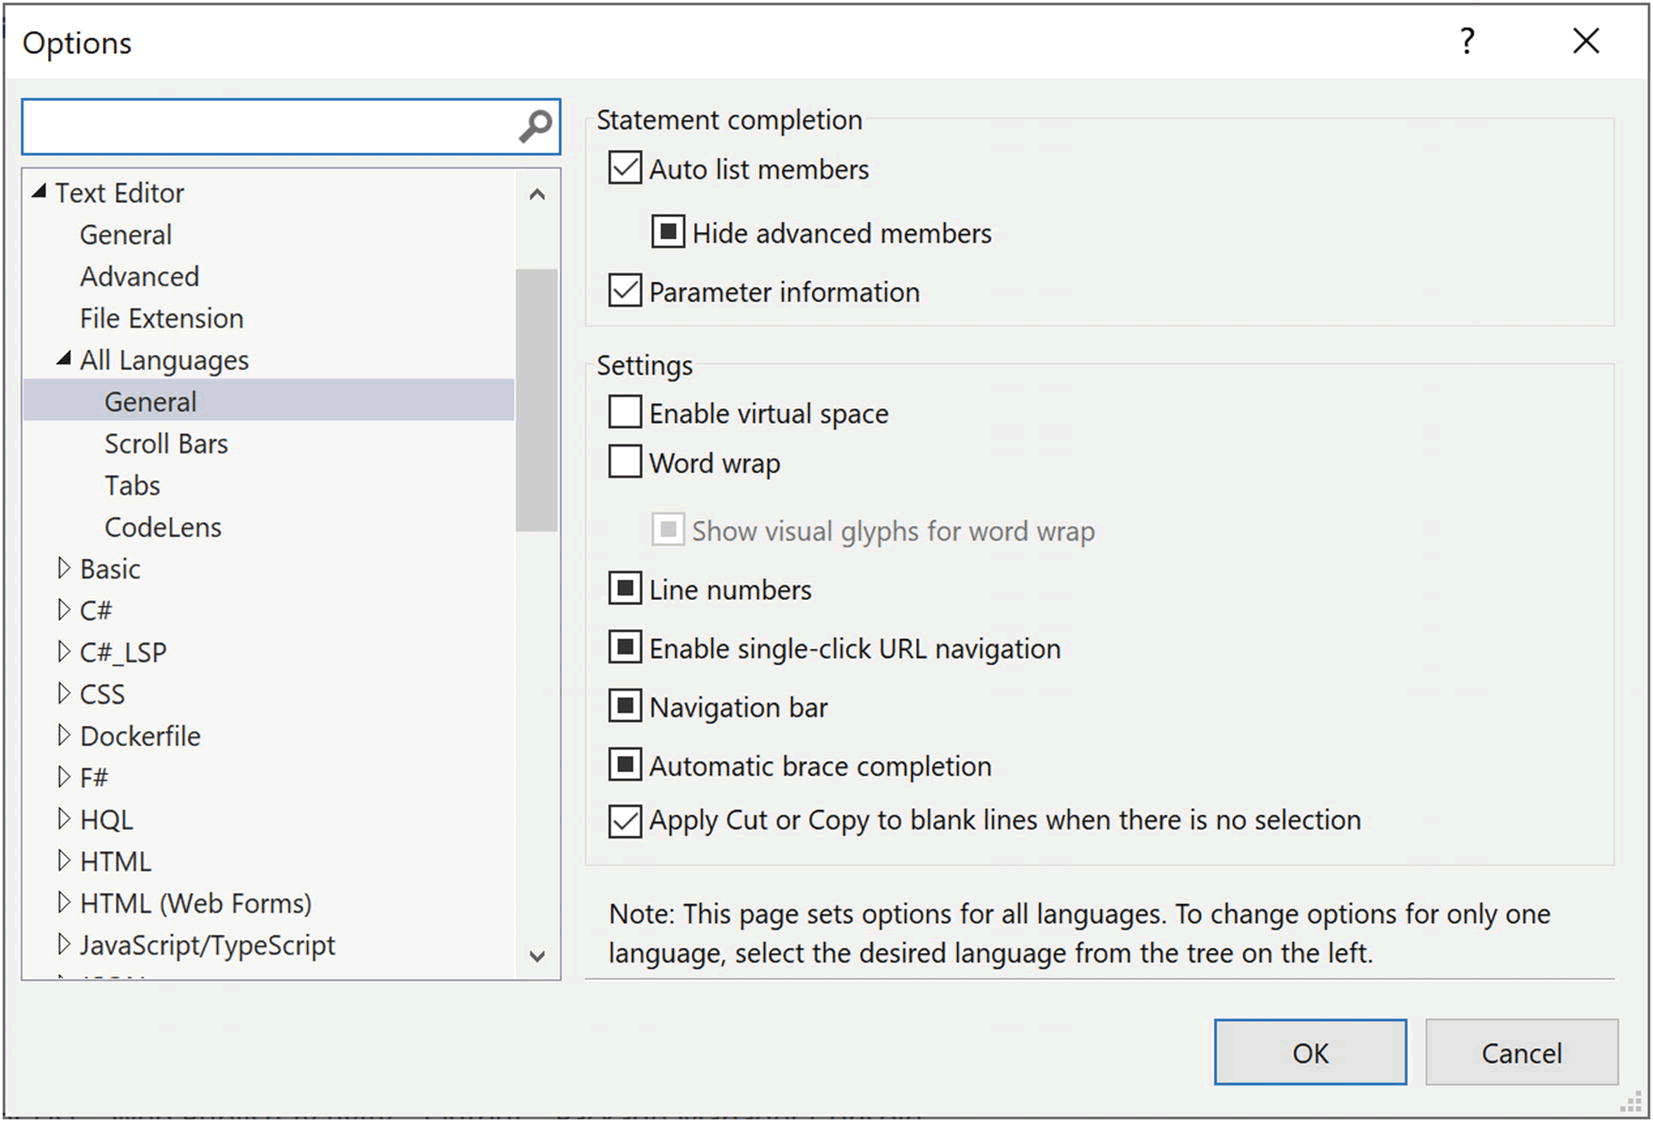 Options
?
Text Editor
General
Advanced
File Extension
All Languages
General
Scroll Bars
Tabs
CodeLens
Basic
C#
C#_LSP
CSS
Dockerfile
F#
HQL
HTML
HTML (Web Forms)
JavaScript/TypeScript
Statement completion
Auto list members
Hide advanced members
Parameter information
Settings
Enable virtual space
Word wrap
Show visual glyphs for word wrap
Line numbers
Enable single-click URL navigation
Navigation bar
Automatic brace completion
Apply Cut or Copy to blank lines when there is no selection
Note: This page sets options for all languages. To change options for only one
language, select the desired language from the tree on the left.
OK
Cancel